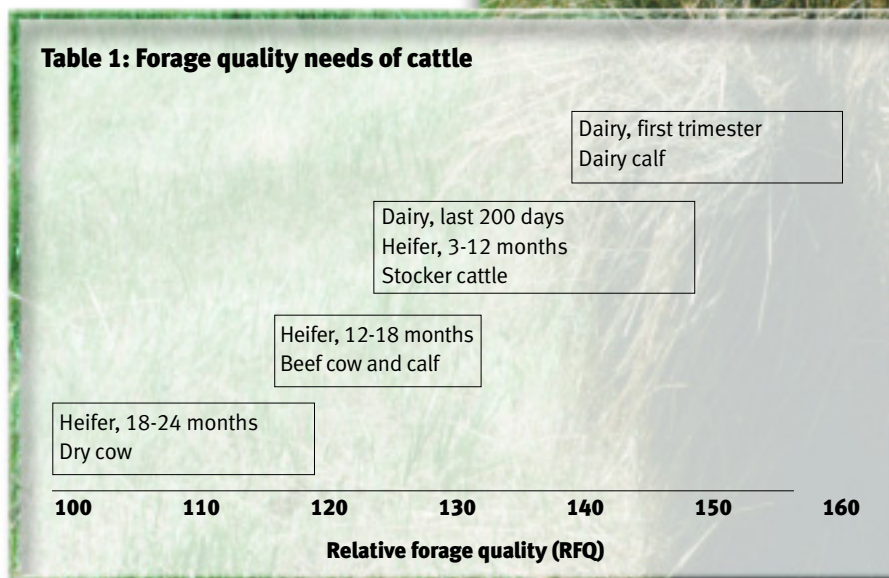 Table 1: Forage quality needs of cattle
Dairy, first trimester
Dairy calf
Dairy, last 200 days
Heifer, 3-12 months
Stocker cattle
Heifer, 12-18 months
Beef cow and calf
Heifer, 18-24 months
Dry cow
100 110 120 130 140 150 160
Relative forage quality (RFQ)